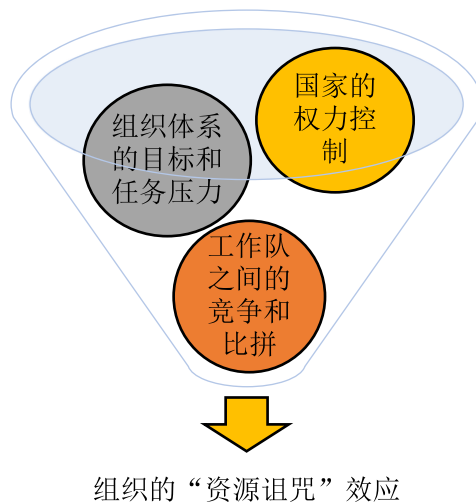 国家的
权力控
制
组织体系
的目标和
任务压力
工作队
之间的
竞争和
比拼
组织的“资源诅咒”效应